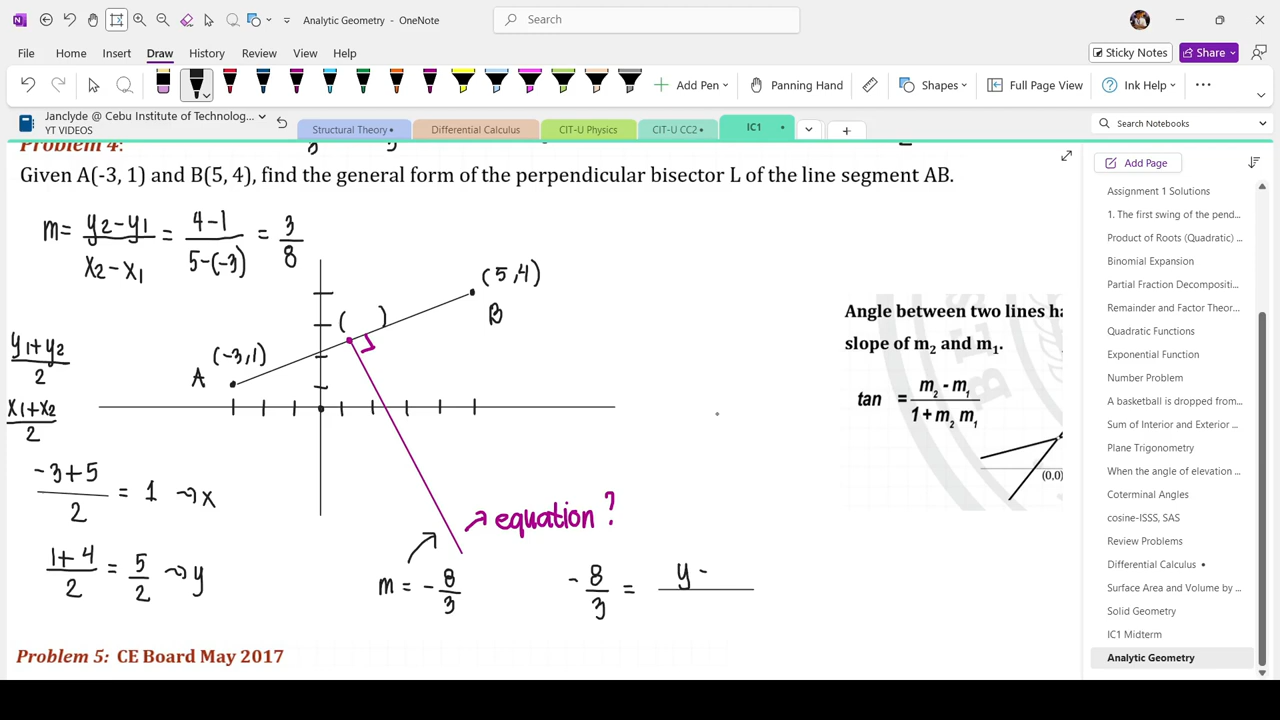 Analytic Geometry - OneNote
Search
File Home Insert Draw History Review View Help
Sticky Notes
Share
Add Pen
Panning Hand
Shapes
Full Page View
Ink Help
Janclyde @ Cebu Institute of Technolog...
YT VIDEOS
Structural Theory
Differential Calculus
CIT-U Physics
CIT-U CC2
IC1
Search Notebooks
Problem 4:
Given A(-3, 1) and B(5, 4), find the general form of the perpendicular bisector L of the line segment AB.
m = y2 - y1 / x2 - x1 = 4 - 1 / 5 - (-3) = 3 / 8
(5, 4)
B
( )
(-3, 1)
A
y1 + y2 / 2
x1 + x2 / 2
-3 + 5 / 2 = 1 → x
1 + 4 / 2 = 5 / 2 → y
→ equation ?
m = - 8 / 3
- 8 / 3 = y -
Angle between two lines ha
slope of m2 and m1.
tan = m2 - m1 / 1 + m2 m1
(0,0)
Problem 5: CE Board May 2017
Add Page
Assignment 1 Solutions
1. The first swing of the pend...
Product of Roots (Quadratic) ...
Binomial Expansion
Partial Fraction Decompositi...
Remainder and Factor Theor...
Quadratic Functions
Exponential Function
Number Problem
A basketball is dropped from...
Sum of Interior and Exterior ...
Plane Trigonometry
When the angle of elevation ...
Coterminal Angles
cosine-ISSS, SAS
Review Problems
Differential Calculus
Surface Area and Volume by ...
Solid Geometry
IC1 Midterm
Analytic Geometry